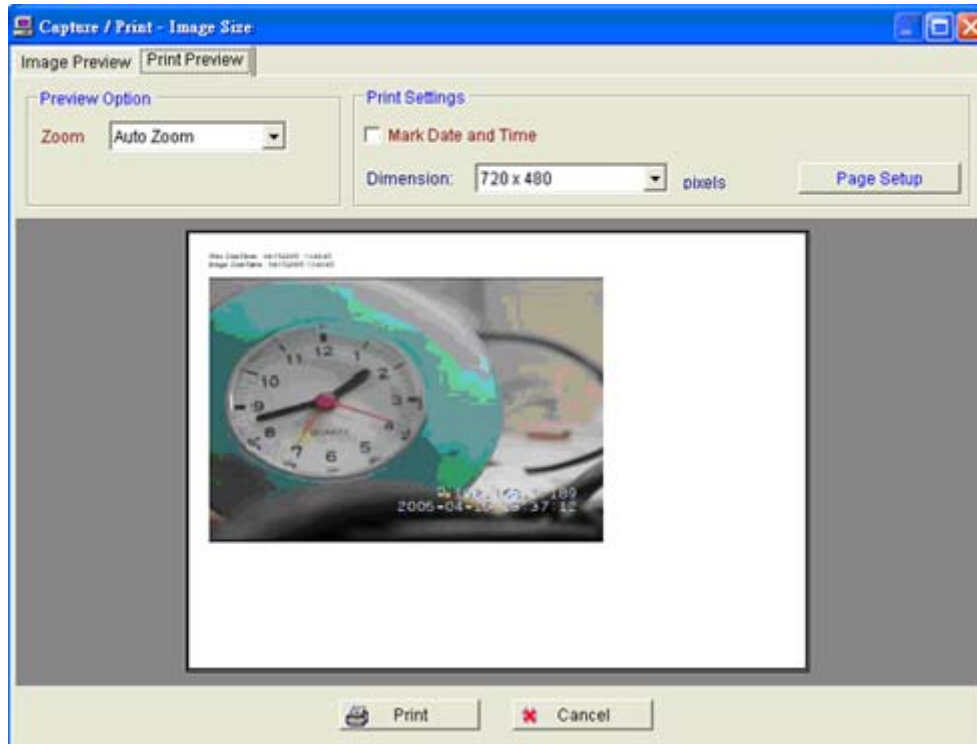 Capture / Print - Image Size
Image Preview Print Preview
Preview Option
Zoom Auto Zoom
Print Settings
Mark Date and Time
Dimension: 720 x 480 pixels
Page Setup
11 12 1
10 2
9 3
8
7 6 5
QUARTZ
Print Cancel